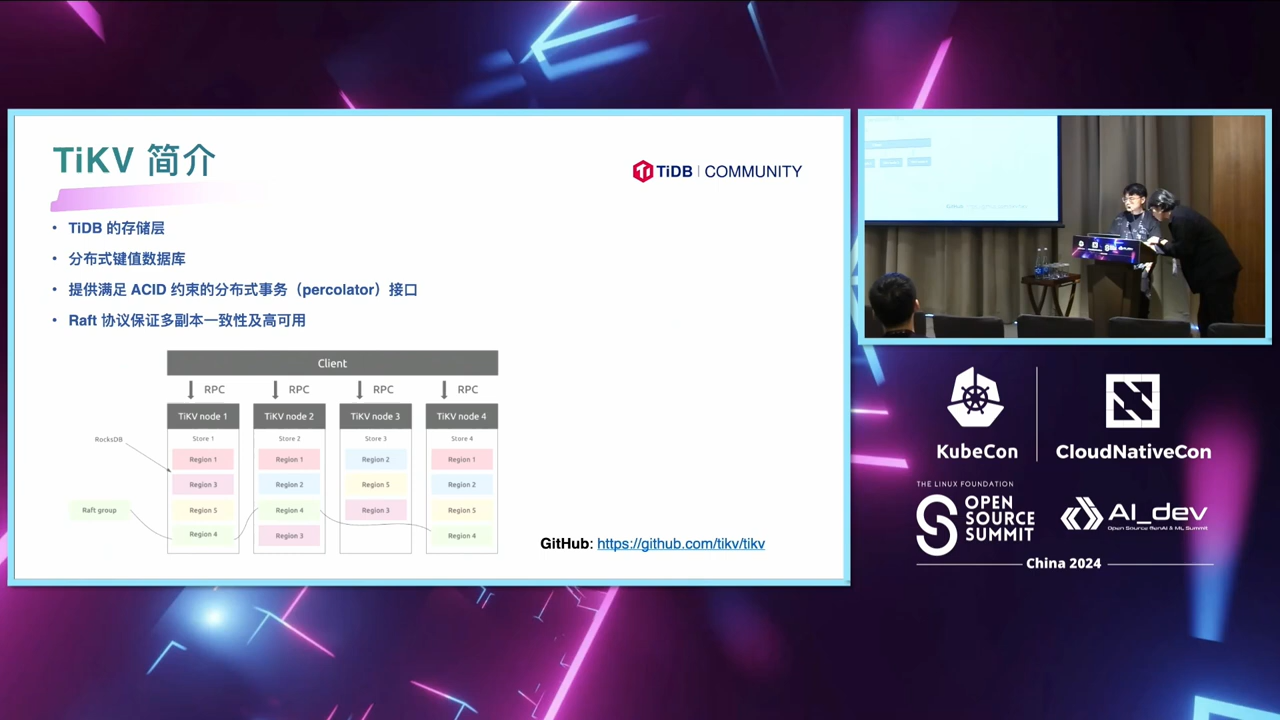 TiKV 简介
TiDB | COMMUNITY
• TiDB 的存储层
• 分布式键值数据库
• 提供满足 ACID 约束的分布式事务（percolator）接口
• Raft 协议保证多副本一致性及高可用
Client
RPC RPC RPC RPC
TiKV node 1 TiKV node 2 TiKV node 3 TiKV node 4
RocksDB
Store 1 Store 2 Store 3 Store 4
Region 1 Region 1 Region 2 Region 1
Region 3 Region 2 Region 5 Region 2
Raft group
Region 5 Region 4 Region 3 Region 5
Region 4 Region 3 Region 4
GitHub: https://github.com/tikv/tikv
KubeCon
CloudNativeCon
THE LINUX FOUNDATION
OPEN
SOURCE
SUMMIT
AI_dev
Open Source GenAI & ML Summit
China 2024